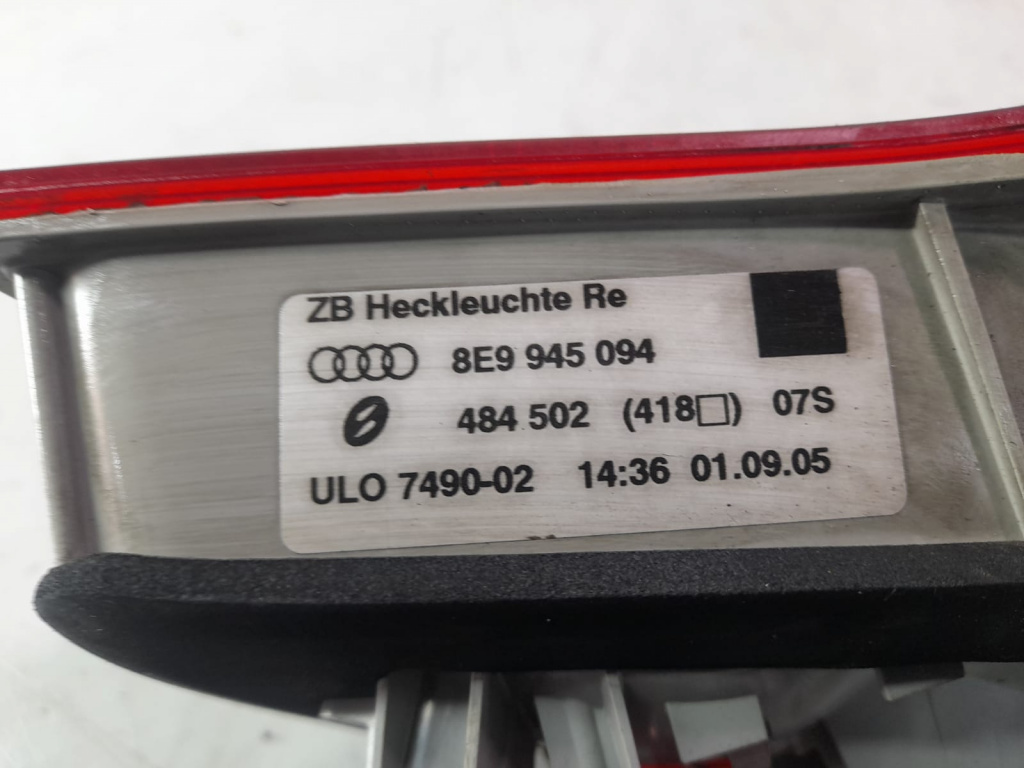 ZB Heckleuchte Re
8E9 945 094
484 502 (418□) 07S
ULO 7490-02 14:36 01.09.05